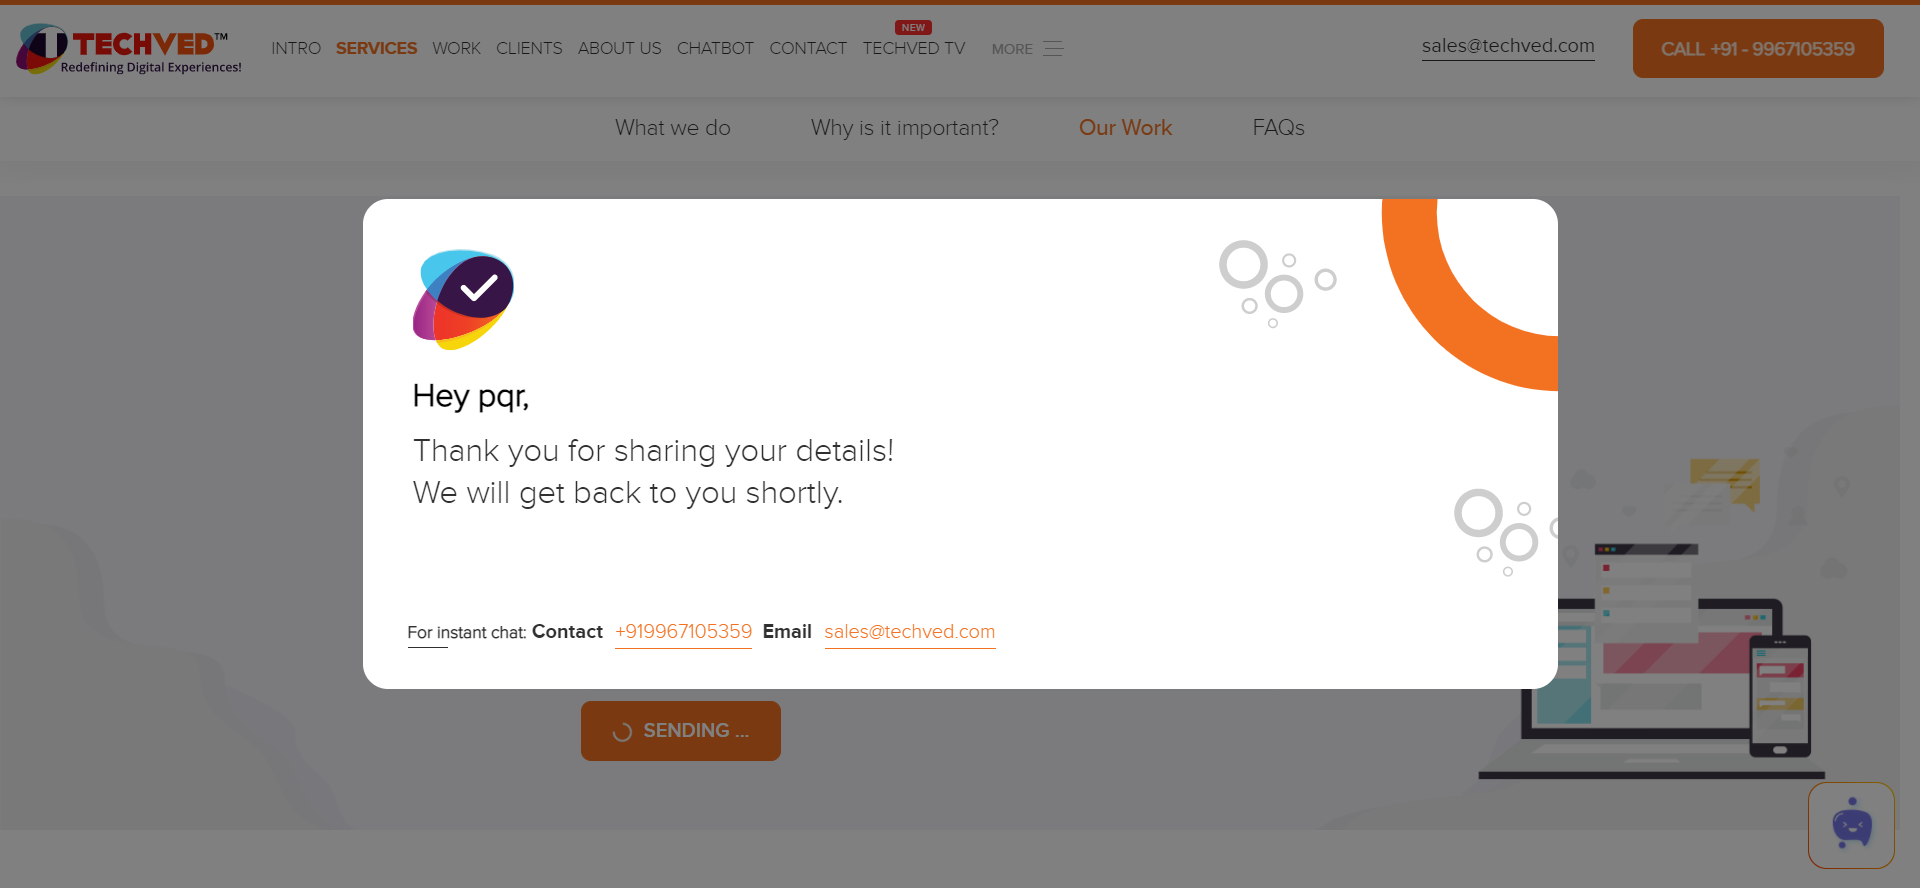 TECHVED™
Redefining Digital Experiences!
INTRO SERVICES WORK CLIENTS ABOUT US CHATBOT CONTACT TECHVED TV NEW MORE
sales@techved.com
CALL +91 - 9967105359
What we do Why is it important? Our Work FAQs
Hey pqr,
Thank you for sharing your details!
We will get back to you shortly.
For instant chat: Contact +919967105359 Email sales@techved.com
SENDING ...